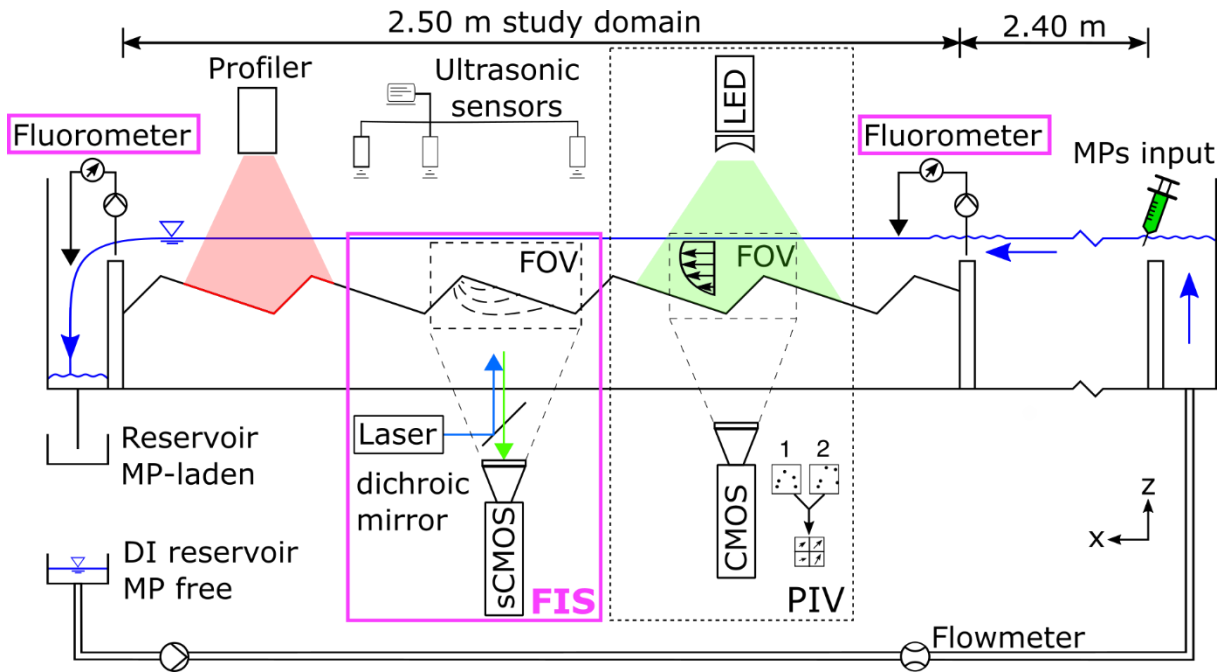 2.50 m study domain
2.40 m
Profiler
Ultrasonic
sensors
LED
Fluorometer
Fluorometer
MPs input
FOV
FOV
Laser
dichroic
mirror
sCMOS
FIS
CMOS
1 2
PIV
Reservoir
MP-laden
DI reservoir
MP free
z
x
Flowmeter